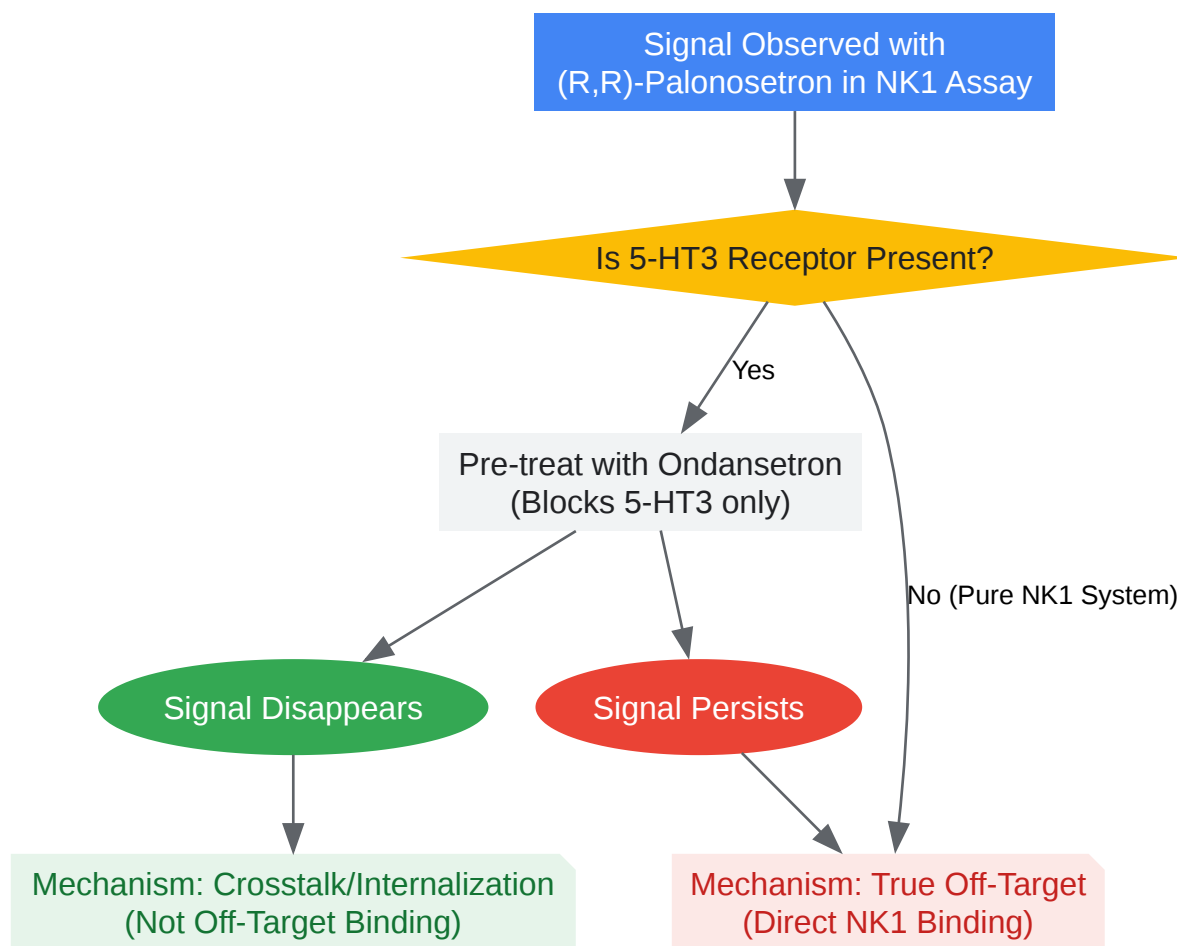 Signal Observed with
(R,R)-Palonosetron in NK1 Assay
Is 5-HT3 Receptor Present?
Yes
Pre-treat with Ondansetron
(Blocks 5-HT3 only)
No (Pure NK1 System)
Signal Disappears
Signal Persists
Mechanism: Crosstalk/Internalization
(Not Off-Target Binding)
Mechanism: True Off-Target
(Direct NK1 Binding)